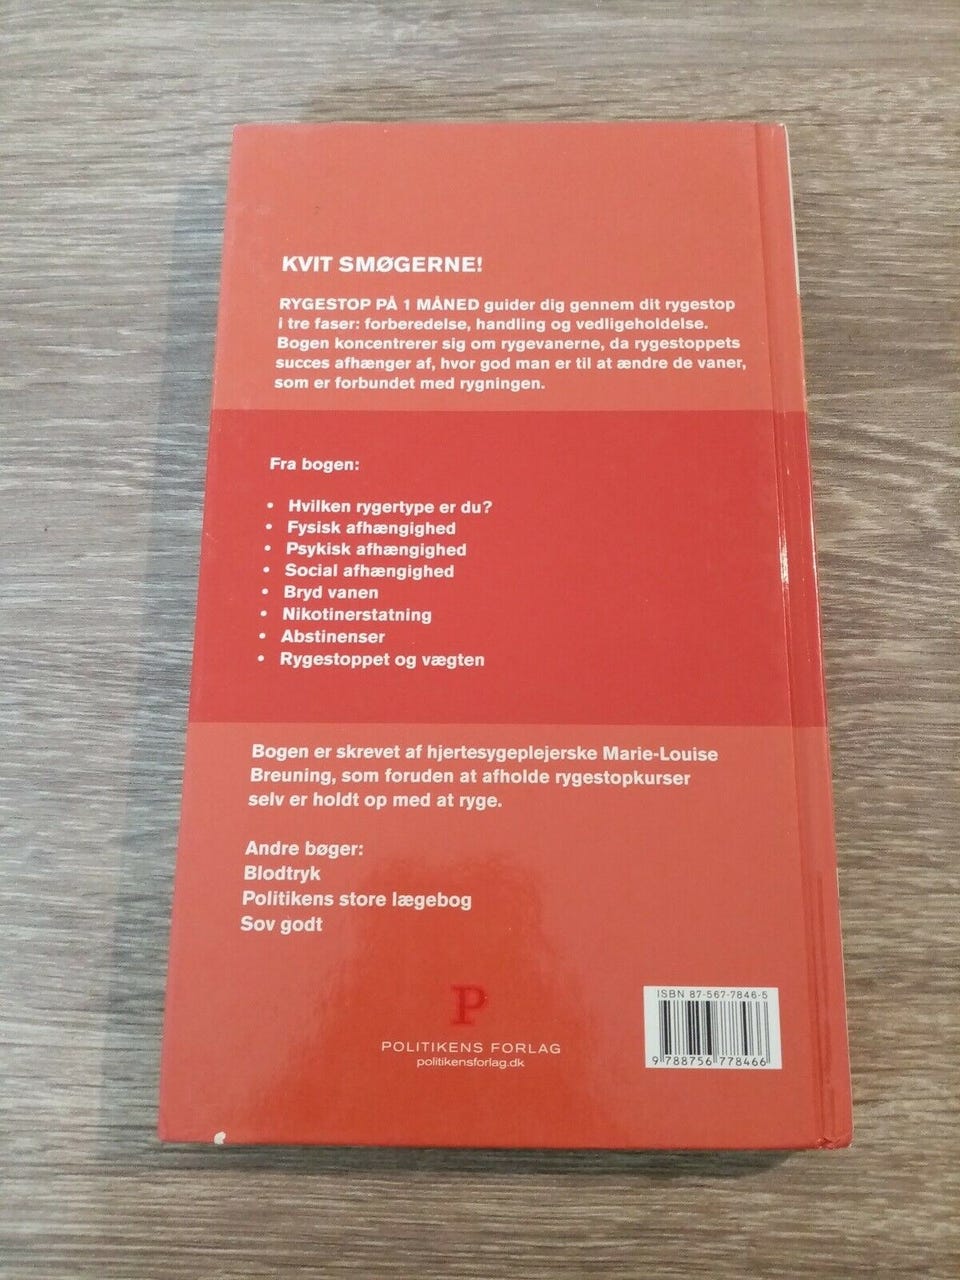 KVIT SMØGERNE!
RYGESTOP PÅ 1 MÅNED guider dig gennem dit rygestop
i tre faser: forberedelse, handling og vedligeholdelse.
Bogen koncentrerer sig om rygevanerne, da rygestoppets
succes afhænger af, hvor god man er til at ændre de vaner,
som er forbundet med rygningen.
Fra bogen:
• Hvilken rygertype er du?
• Fysisk afhængighed
• Psykisk afhængighed
• Social afhængighed
• Bryd vanen
• Nikotinerstatning
• Abstinenser
• Rygestoppet og vægten
Bogen er skrevet af hjertesygeplejerske Marie-Louise
Breuning, som foruden at afholde rygestopkurser
selv er holdt op med at ryge.
Andre bøger:
Blodtryk
Politikens store lægebog
Sov godt
P
POLITIKENS FORLAG
politikensforlag.dk
ISBN 87-567-7846-5
9 788756 778466